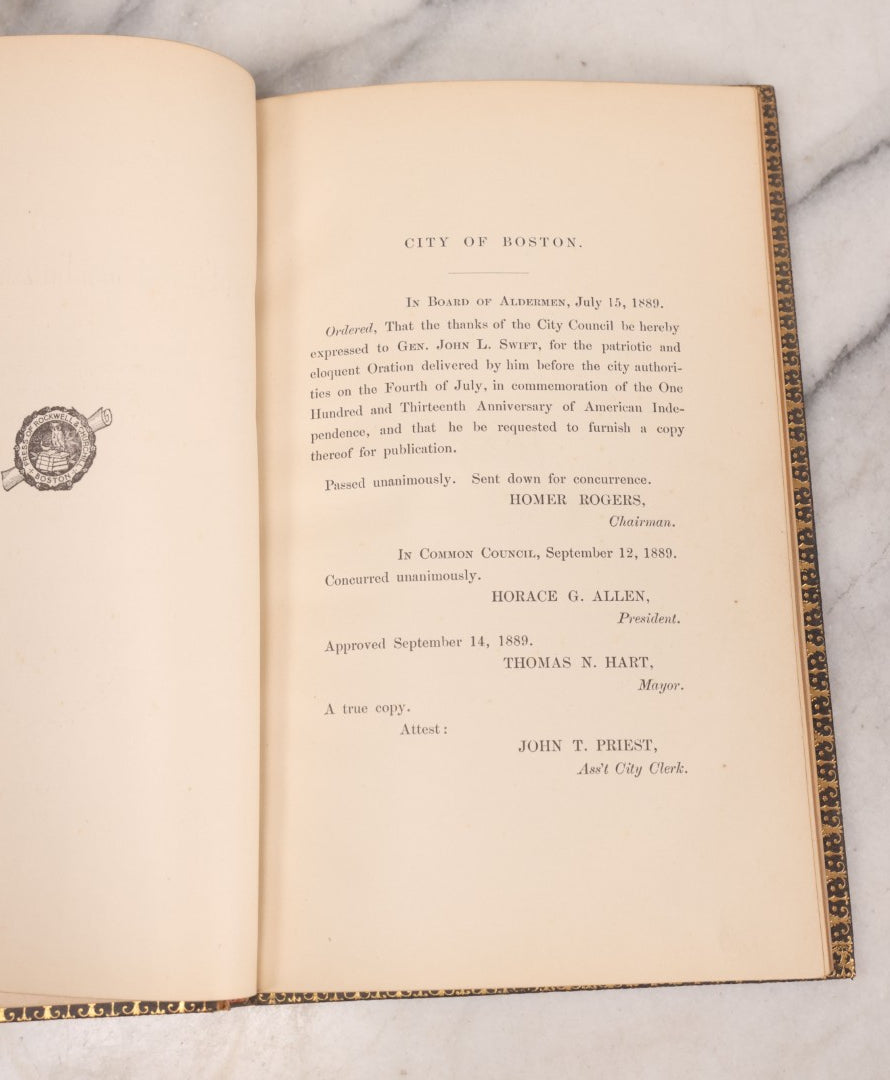 PRESS OF ROCKWELL & CHURCHILL
BOSTON
CITY OF BOSTON.
IN BOARD OF ALDERMEN, July 15, 1889.
Ordered, That the thanks of the City Council be hereby
expressed to GEN. JOHN L. SWIFT, for the patriotic and
eloquent Oration delivered by him before the city authori-
ties on the Fourth of July, in commemoration of the One
Hundred and Thirteenth Anniversary of American Inde-
pendence, and that he be requested to furnish a copy
thereof for publication.
Passed unanimously. Sent down for concurrence.
HOMER ROGERS,
Chairman.
IN COMMON COUNCIL, September 12, 1889.
Concurred unanimously.
HORACE G. ALLEN,
President.
Approved September 14, 1889.
THOMAS N. HART,
Mayor.
A true copy.
Attest:
JOHN T. PRIEST,
Ass't City Clerk.